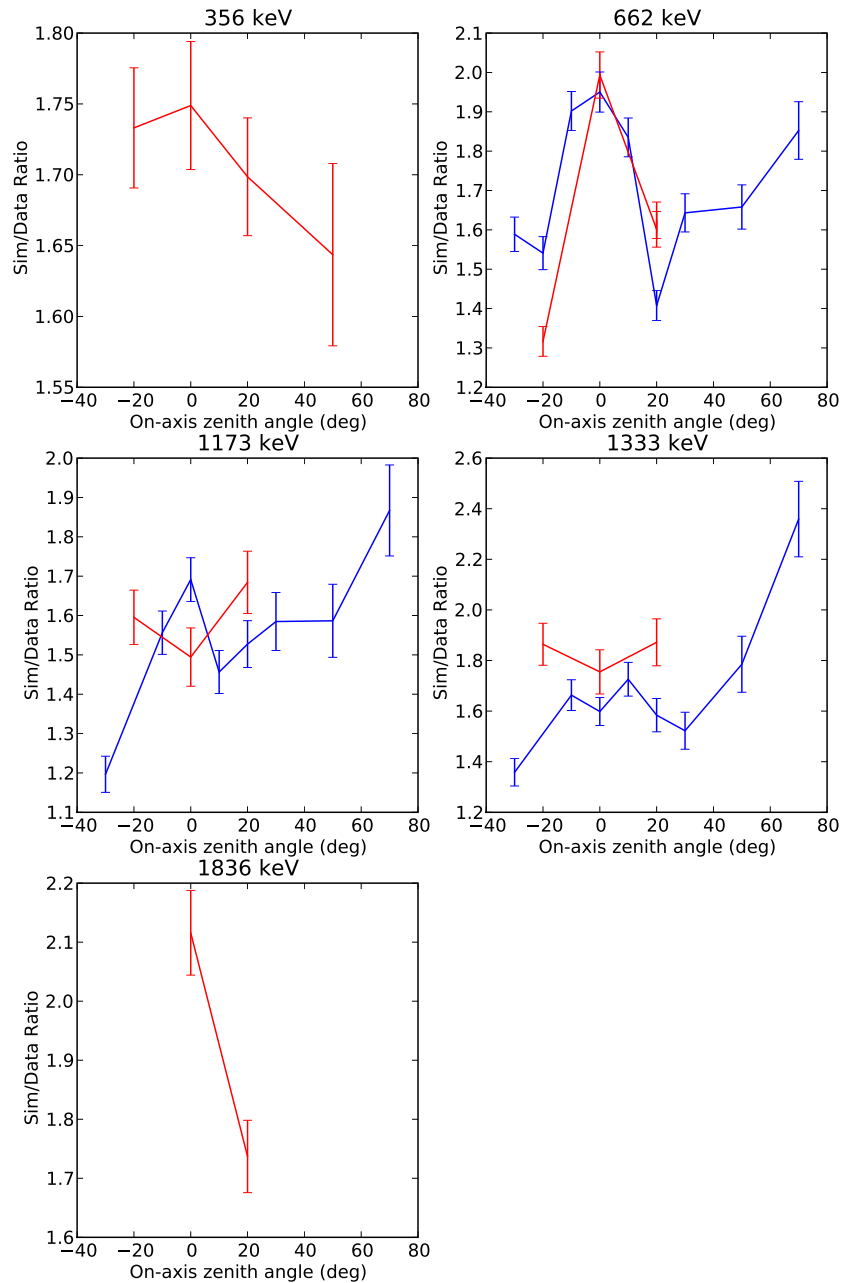 356 keV
1.80
1.75
1.70
1.65
1.60
1.55
Sim/Data Ratio
−40 −20 0 20 40 60 80
On-axis zenith angle (deg)
662 keV
2.1
2.0
1.9
1.8
1.7
1.6
1.5
1.4
1.3
1.2
Sim/Data Ratio
−40 −20 0 20 40 60 80
On-axis zenith angle (deg)
1173 keV
2.0
1.9
1.8
1.7
1.6
1.5
1.4
1.3
1.2
1.1
Sim/Data Ratio
−40 −20 0 20 40 60 80
On-axis zenith angle (deg)
1333 keV
2.6
2.4
2.2
2.0
1.8
1.6
1.4
1.2
Sim/Data Ratio
−40 −20 0 20 40 60 80
On-axis zenith angle (deg)
1836 keV
2.2
2.1
2.0
1.9
1.8
1.7
1.6
Sim/Data Ratio
−40 −20 0 20 40 60 80
On-axis zenith angle (deg)